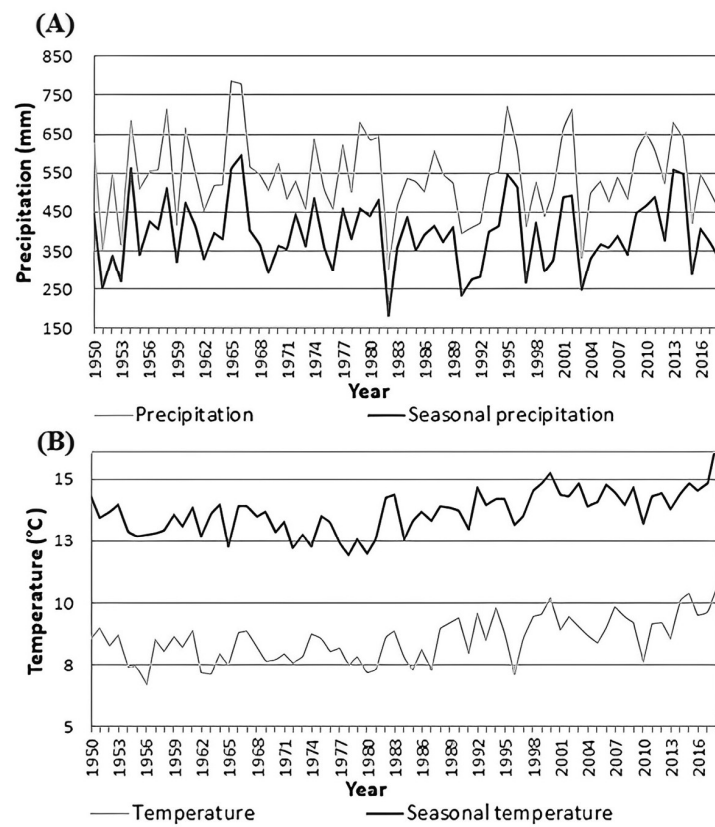 (A)
850
750
650
550
450
350
250
150
Precipitation (mm)
1950 1953 1956 1959 1962 1965 1968 1971 1974 1977 1980 1983 1986 1989 1992 1995 1998 2001 2004 2007 2010 2013 2016
Year
Precipitation Seasonal precipitation
(B)
15
13
10
8
5
Temperature (°C)
1950 1953 1956 1959 1962 1965 1968 1971 1974 1977 1980 1983 1986 1989 1992 1995 1998 2001 2004 2007 2010 2013 2016
Year
Temperature Seasonal temperature